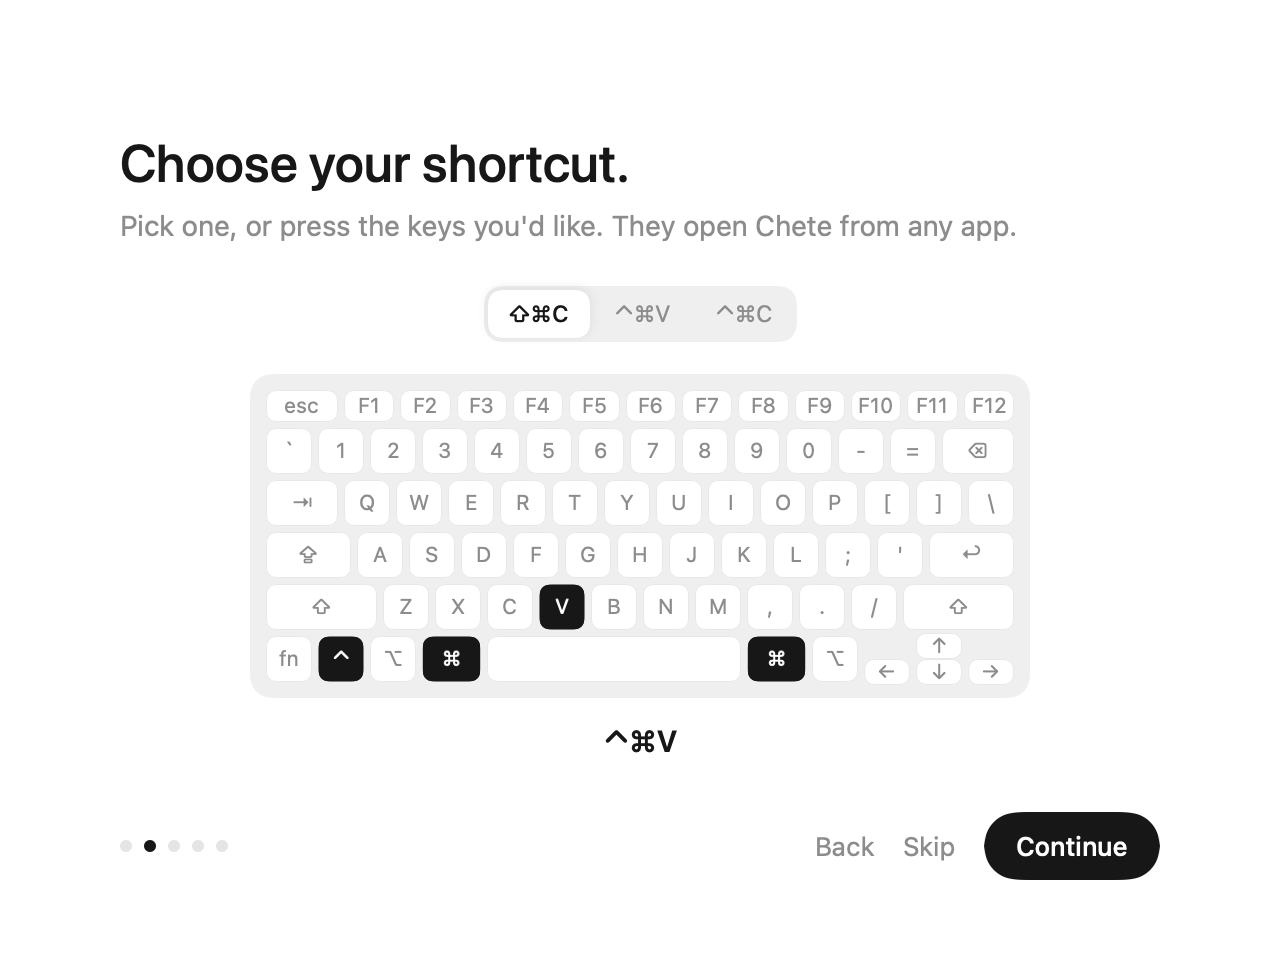 Choose your shortcut.
Pick one, or press the keys you'd like. They open Chete from any app.
⇧⌘C ^⌘V ^⌘C
esc F1 F2 F3 F4 F5 F6 F7 F8 F9 F10 F11 F12
` 1 2 3 4 5 6 7 8 9 0 - = ⌫
⇥ Q W E R T Y U I O P [ ] \
⇪ A S D F G H J K L ; ' ↩
⇧ Z X C V B N M , . / ⇧
fn ^ ⌥ ⌘ ⌘ ⌥ ← ↑ ↓ →
^⌘V
Back Skip Continue